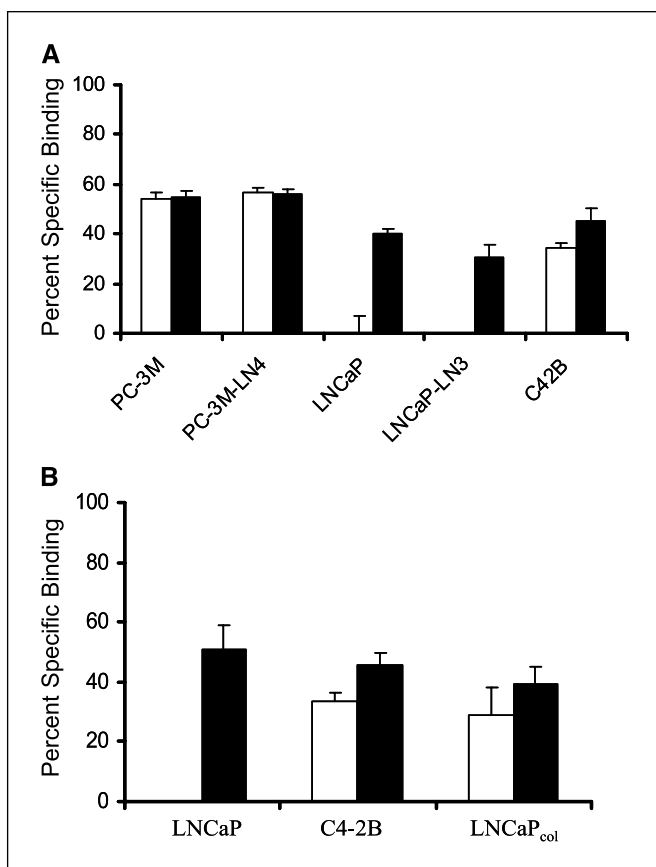 A
Percent Specific Binding
100
80
60
40
20
0
PC-3M
PC-3M-LN4
LNCaP
LNCaP-LN3
C42B
B
Percent Specific Binding
100
80
60
40
20
0
LNCaP
C4-2B
LNCaPcol